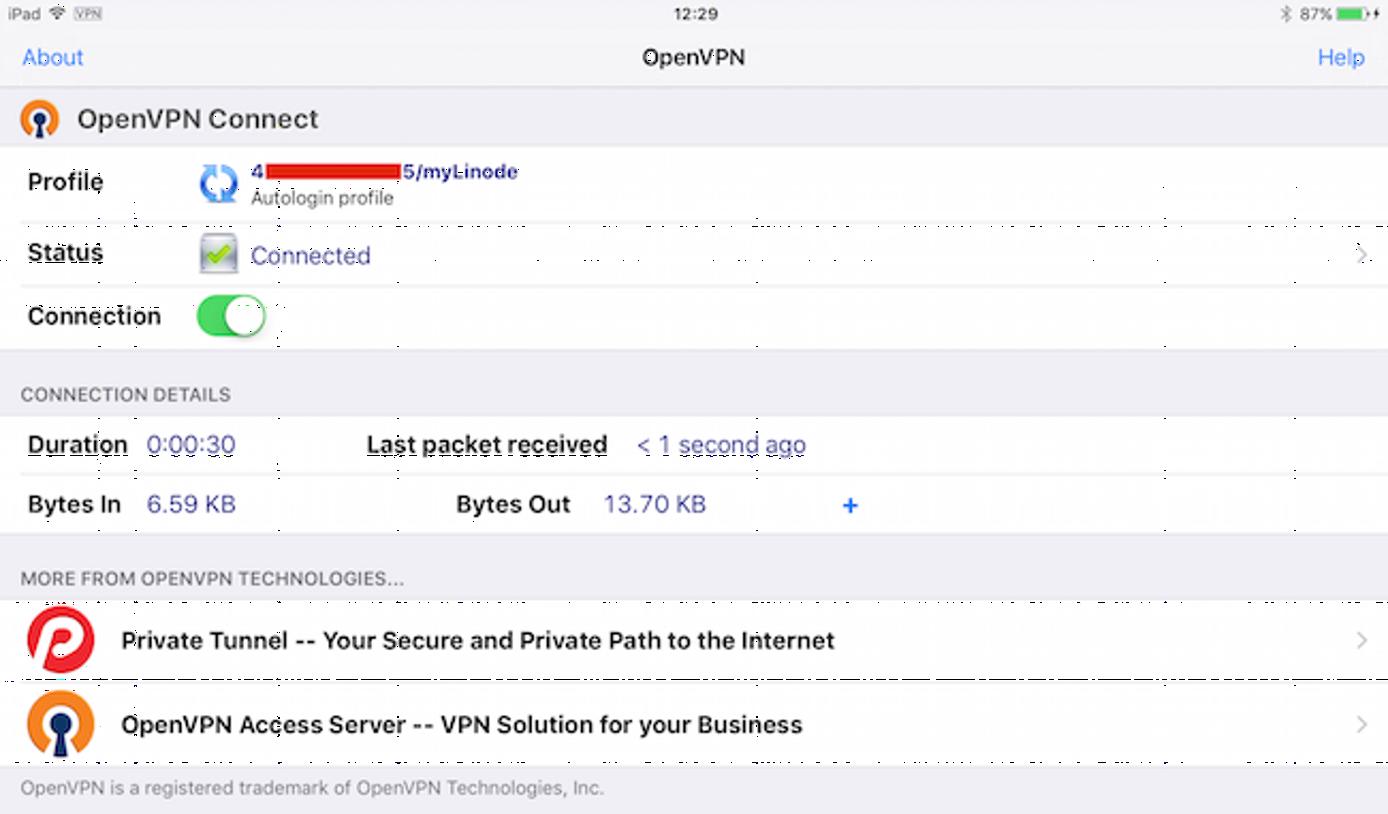 iPad VPN 12:29 87%
About OpenVPN Help
OpenVPN Connect
Profile 4 5/myLinode
Autologin profile
Status Connected
Connection
CONNECTION DETAILS
Duration 0:00:30 Last packet received < 1 second ago
Bytes In 6.59 KB Bytes Out 13.70 KB +
MORE FROM OPENVPN TECHNOLOGIES...
Private Tunnel -- Your Secure and Private Path to the Internet
OpenVPN Access Server -- VPN Solution for your Business
OpenVPN is a registered trademark of OpenVPN Technologies, Inc.